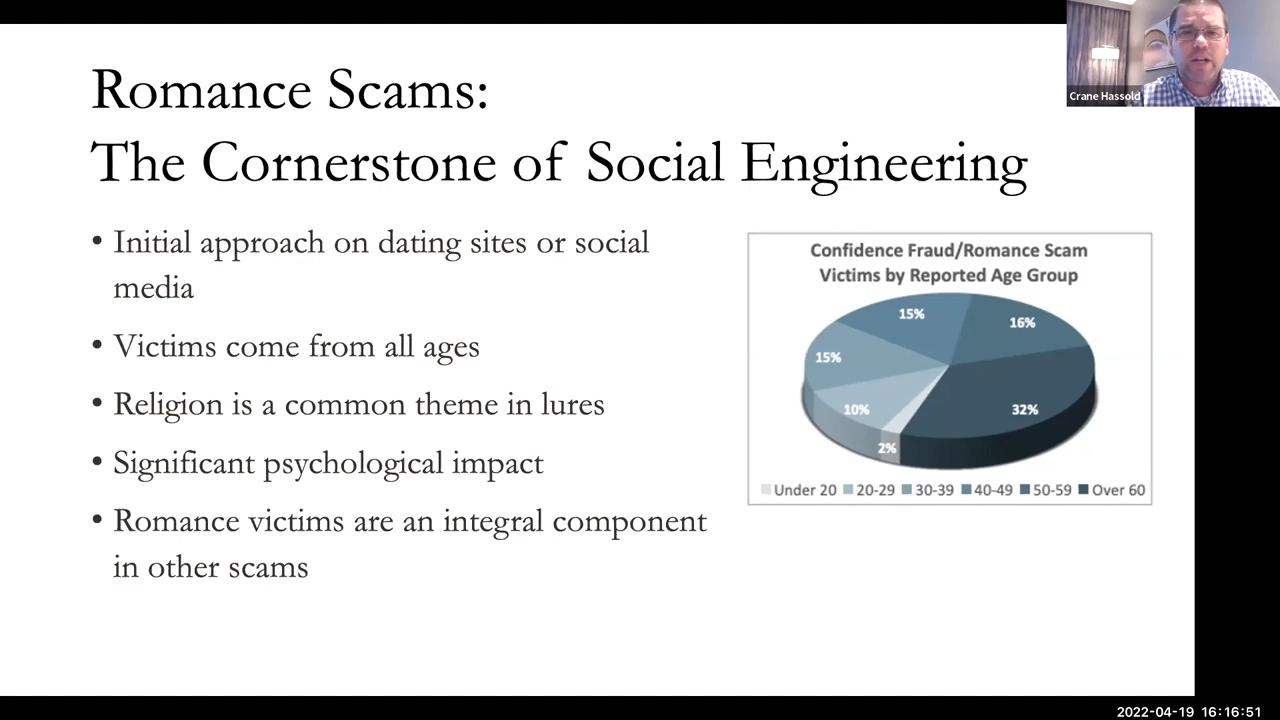 Romance Scams:
The Cornerstone of Social Engineering
• Initial approach on dating sites or social
media
• Victims come from all ages
• Religion is a common theme in lures
• Significant psychological impact
• Romance victims are an integral component
in other scams
Confidence Fraud/Romance Scam
Victims by Reported Age Group
15%
16%
15%
32%
10%
2%
Under 20 20-29 30-39 40-49 50-59 Over 60
Crane Hassold
2022-04-19 16:16:51